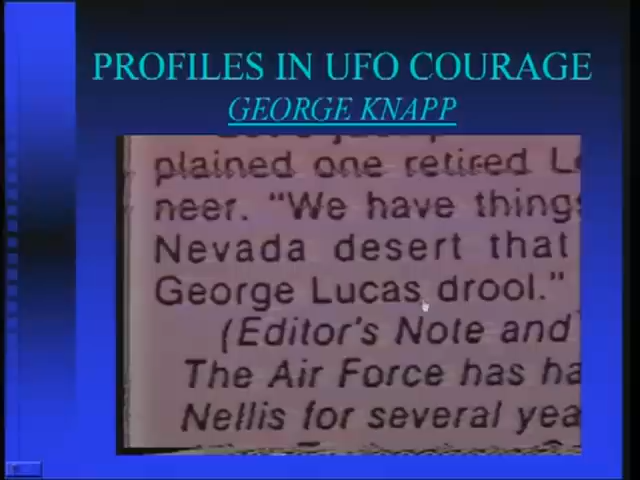 PROFILES IN UFO COURAGE
GEORGE KNAPP
plained one retired
neer. "We have things
Nevada desert that
George Lucas drool."
(Editor's Note and
The Air Force has
Nellis for several